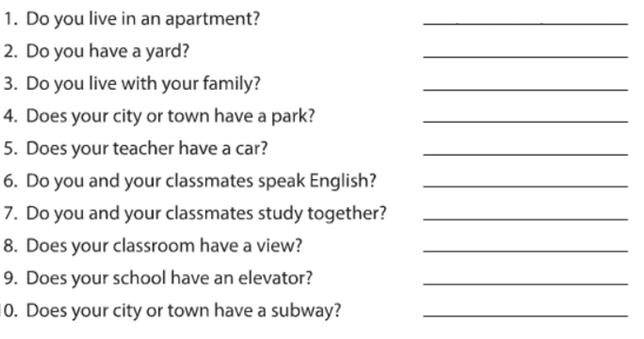 1. Do you live in an apartment?
2. Do you have a yard?
3. Do you live with your family?
4. Does your city or town have a park?
5. Does your teacher have a car?
6. Do you and your classmates speak English?
7. Do you and your classmates study together?
8. Does your classroom have a view?
9. Does your school have an elevator?
10. Does your city or town have a subway?